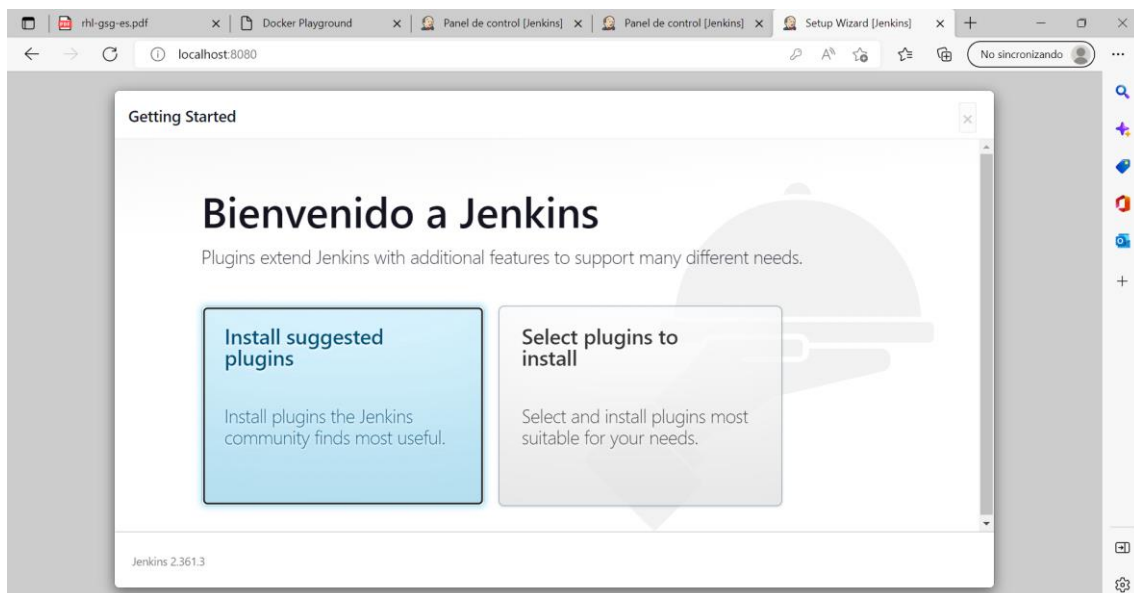 rhl-gsg-es.pdf
Docker Playground
Panel de control [Jenkins]
Panel de control [Jenkins]
Setup Wizard [Jenkins]
localhost:8080
No sincronizando
Getting Started
Bienvenido a Jenkins
Plugins extend Jenkins with additional features to support many different needs.
Install suggested
plugins
Install plugins the Jenkins
community finds most useful.
Select plugins to
install
Select and install plugins most
suitable for your needs.
Jenkins 2.361.3